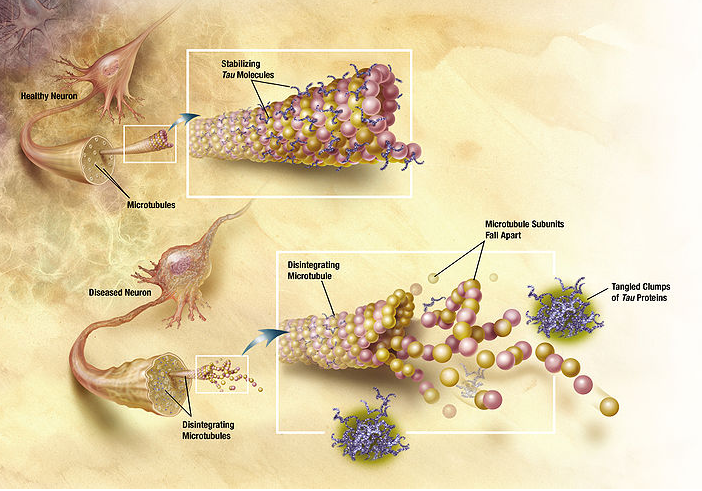 Stabilizing
Tau Molecules
Healthy Neuron
Microtubules
Microtubule Subunits
Fall Apart
Disintegrating
Microtubule
Diseased Neuron
Tangled Clumps
of Tau Proteins
Disintegrating
Microtubules